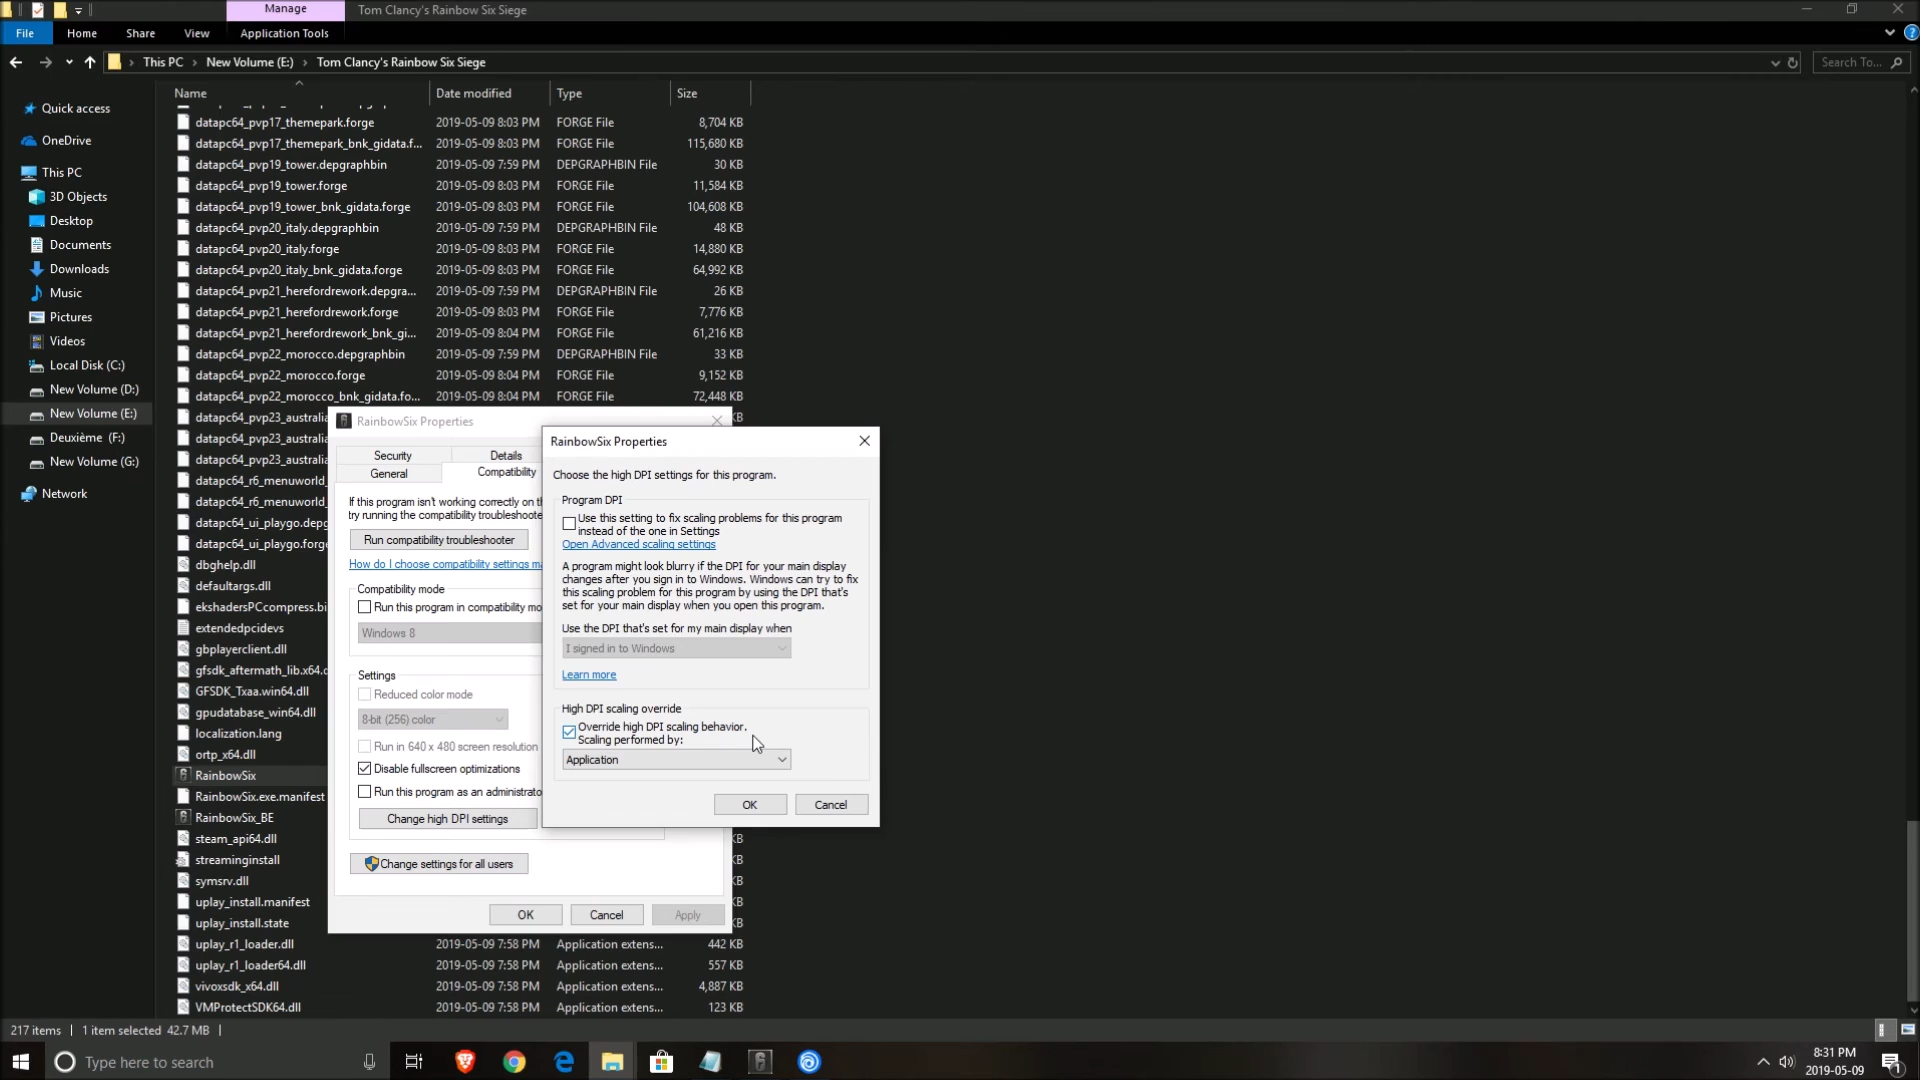 Manage
Tom Clancy's Rainbow Six Siege
File
Home
Share
View
Application Tools
This PC > New Volume (E:) > Tom Clancy's Rainbow Six Siege
Search To...
Name
Date modified
Type
Size
Quick access
OneDrive
This PC
3D Objects
Desktop
Documents
Downloads
Music
Pictures
Videos
Local Disk (C:)
New Volume (D:)
New Volume (E:)
Deuxième (F:)
New Volume (G:)
Network
datapc64_pvp17_themepark.forge 2019-05-09 8:03 PM FORGE File 8,704 KB
datapc64_pvp17_themepark_bnk_gidata.f... 2019-05-09 8:03 PM FORGE File 115,680 KB
datapc64_pvp19_tower.depgraphbin 2019-05-09 7:59 PM DEPGRAPHBIN File 30 KB
datapc64_pvp19_tower.forge 2019-05-09 8:03 PM FORGE File 11,584 KB
datapc64_pvp19_tower_bnk_gidata.forge 2019-05-09 8:03 PM FORGE File 104,608 KB
datapc64_pvp20_italy.depgraphbin 2019-05-09 7:59 PM DEPGRAPHBIN File 48 KB
datapc64_pvp20_italy.forge 2019-05-09 8:03 PM FORGE File 14,880 KB
datapc64_pvp20_italy_bnk_gidata.forge 2019-05-09 8:03 PM FORGE File 64,992 KB
datapc64_pvp21_herefordrework.depgra... 2019-05-09 7:59 PM DEPGRAPHBIN File 26 KB
datapc64_pvp21_herefordrework.forge 2019-05-09 8:03 PM FORGE File 7,776 KB
datapc64_pvp21_herefordrework_bnk_gi... 2019-05-09 8:04 PM FORGE File 61,216 KB
datapc64_pvp22_morocco.depgraphbin 2019-05-09 7:59 PM DEPGRAPHBIN File 33 KB
datapc64_pvp22_morocco.forge 2019-05-09 8:04 PM FORGE File 9,152 KB
datapc64_pvp22_morocco_bnk_gidata.fo... 2019-05-09 8:04 PM FORGE File 72,448 KB
datapc64_pvp23_australia
datapc64_pvp23_australia
datapc64_pvp23_australia
datapc64_r6_menuworld_
datapc64_r6_menuworld_
datapc64_ui_playgo.depg
datapc64_ui_playgo.forge
dbghelp.dll
defaultargs.dll
ekshadersPCcompress.bi
extendedpcidevs
gbplayerclient.dll
gfsdk_aftermath_lib.x64.d
GFSDK_Txaa.win64.dll
gpudatabase_win64.dll
localization.lang
ortp_x64.dll
RainbowSix
RainbowSix.exe.manifest
RainbowSix_BE
steam_api64.dll KB
streaminginstall KB
symsrv.dll KB
uplay_install.manifest KB
uplay_install.state KB
uplay_r1_loader.dll 2019-05-09 7:58 PM Application extens... 442 KB
uplay_r1_loader64.dll 2019-05-09 7:58 PM Application extens... 557 KB
vivoxsdk_x64.dll 2019-05-09 7:58 PM Application extens... 4,887 KB
VMProtectSDK64.dll 2019-05-09 7:58 PM Application extens... 123 KB
RainbowSix Properties
Security
Details
General
Compatibility
If this program isn't working correctly on th
try running the compatibility troubleshoote
Run compatibility troubleshooter
How do I choose compatibility settings ma
Compatibility mode
Run this program in compatibility mo
Windows 8
Settings
Reduced color mode
8-bit (256) color
Run in 640 x 480 screen resolution
Disable fullscreen optimizations
Run this program as an administrato
Change high DPI settings
Change settings for all users
OK
Cancel
Apply
RainbowSix Properties
Choose the high DPI settings for this program.
Program DPI
Use this setting to fix scaling problems for this program
instead of the one in Settings
Open Advanced scaling settings
A program might look blurry if the DPI for your main display
changes after you sign in to Windows. Windows can try to fix
this scaling problem for this program by using the DPI that's
set for your main display when you open this program.
Use the DPI that's set for my main display when
I signed in to Windows
Learn more
High DPI scaling override
Override high DPI scaling behavior.
Scaling performed by:
Application
OK
Cancel
217 items
1 item selected 42.7 MB
Type here to search
8:31 PM
2019-05-09
1